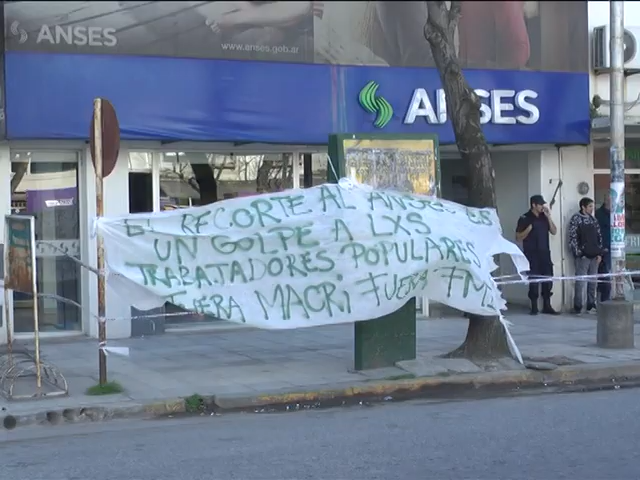 ANSES
www.anses.gob.ar
ANSES
EL RECORTE AL ANSES ES
UN GOLPE A LXS
TRABATADORES POPULARES
FUERA MACRI FUERA FMI